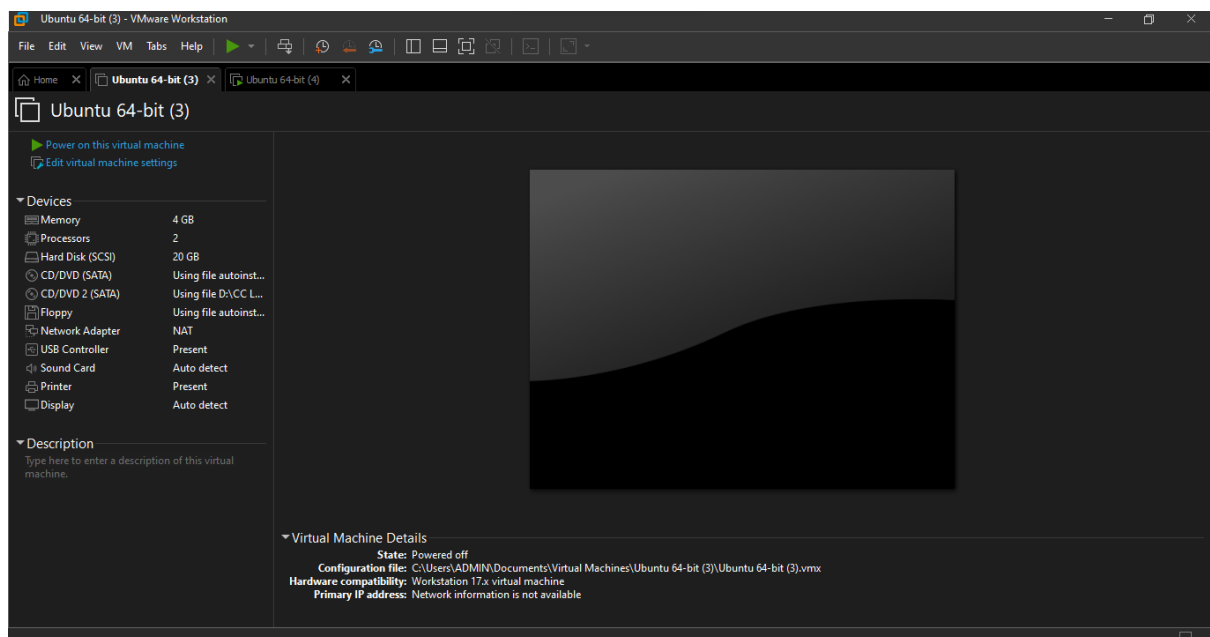 Ubuntu 64-bit (3) - VMware Workstation
File Edit View VM Tabs Help
Home Ubuntu 64-bit (3) Ubuntu 64-bit (4)
Ubuntu 64-bit (3)
Power on this virtual machine
Edit virtual machine settings
Devices
Memory 4 GB
Processors 2
Hard Disk (SCSI) 20 GB
CD/DVD (SATA) Using file autoinst...
CD/DVD 2 (SATA) Using file D:\CC L...
Floppy Using file autoinst...
Network Adapter NAT
USB Controller Present
Sound Card Auto detect
Printer Present
Display Auto detect
Description
Type here to enter a description of this virtual
machine.
Virtual Machine Details
State: Powered off
Configuration file: C:\Users\ADMIN\Documents\Virtual Machines\Ubuntu 64-bit (3)\Ubuntu 64-bit (3).vmx
Hardware compatibility: Workstation 17.x virtual machine
Primary IP address: Network information is not available